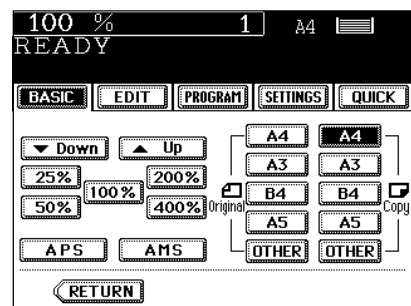 100 % 1 A4
READY
BASIC EDIT PROGRAM SETTINGS QUICK
Down Up
25% 200%
100%
50% 400%
APS AMS
A4 A4
A3 A3
Original B4 B4 Copy
A5 A5
OTHER OTHER
RETURN